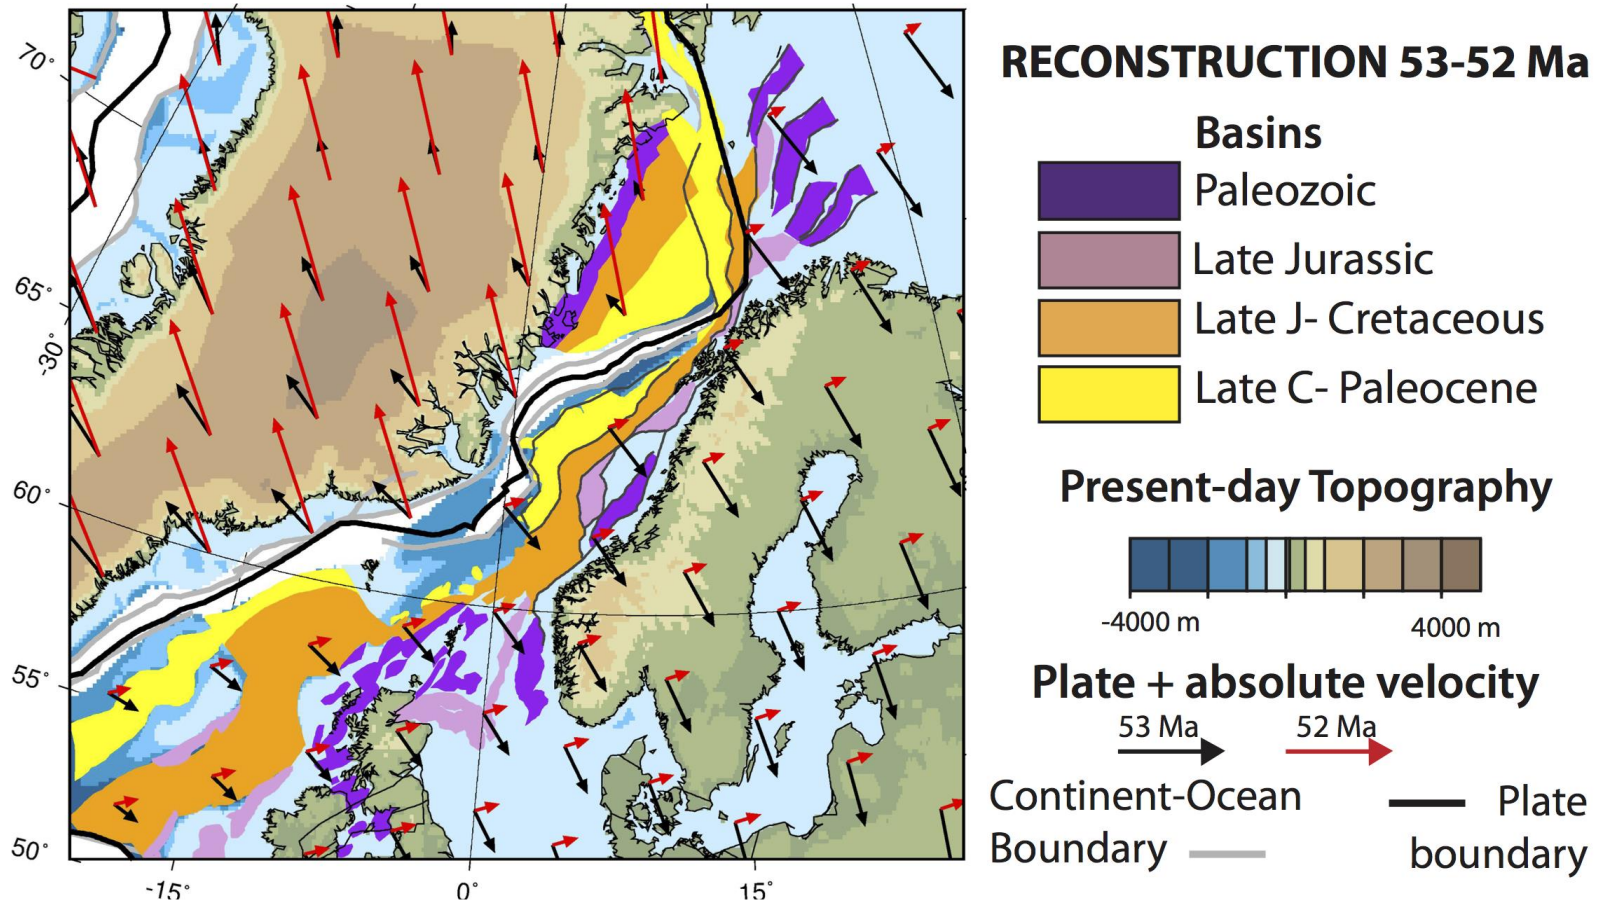 70°
65°
30°
60°
55°
50°
-15°
0°
15°
RECONSTRUCTION 53-52 Ma
Basins
Paleozoic
Late Jurassic
Late J- Cretaceous
Late C- Paleocene
Present-day Topography
-4000 m
4000 m
Plate + absolute velocity
53 Ma
52 Ma
Continent-Ocean
Boundary
Plate
boundary